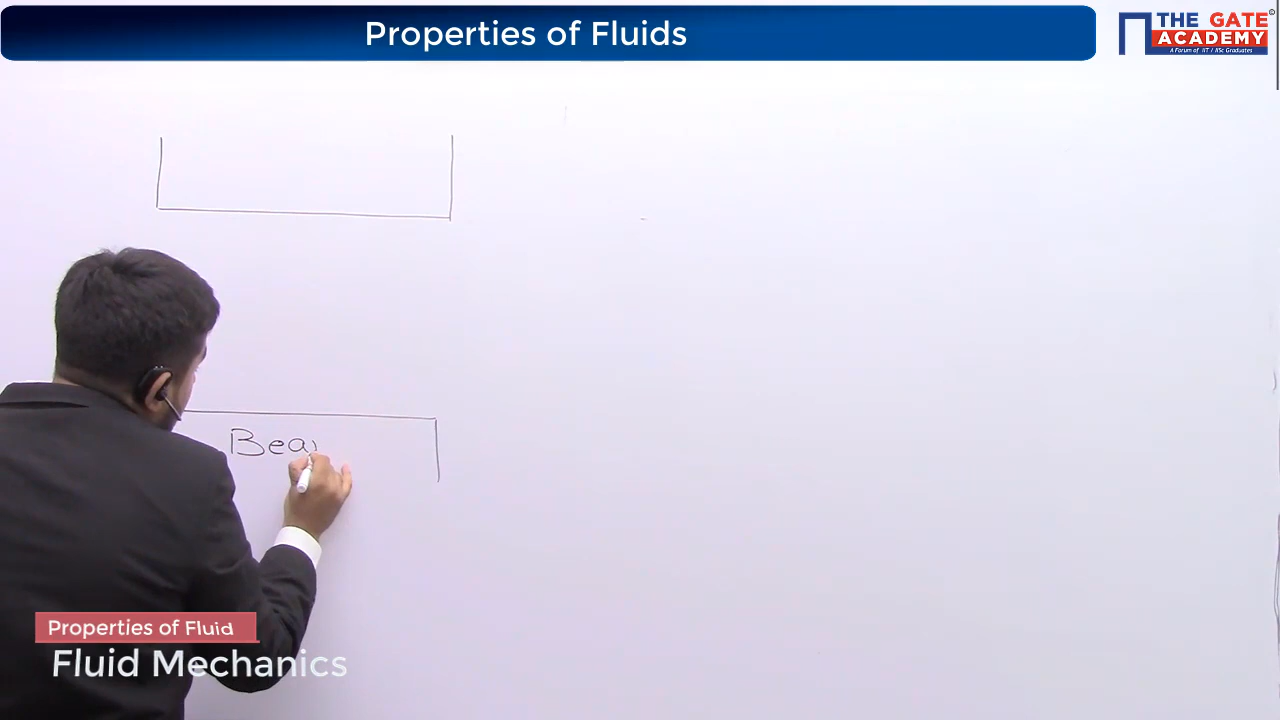 Properties of Fluids
THE GATE
ACADEMY
A Forum of IIT / IISc Graduates
Bea
Properties of Fluid
Fluid Mechanics